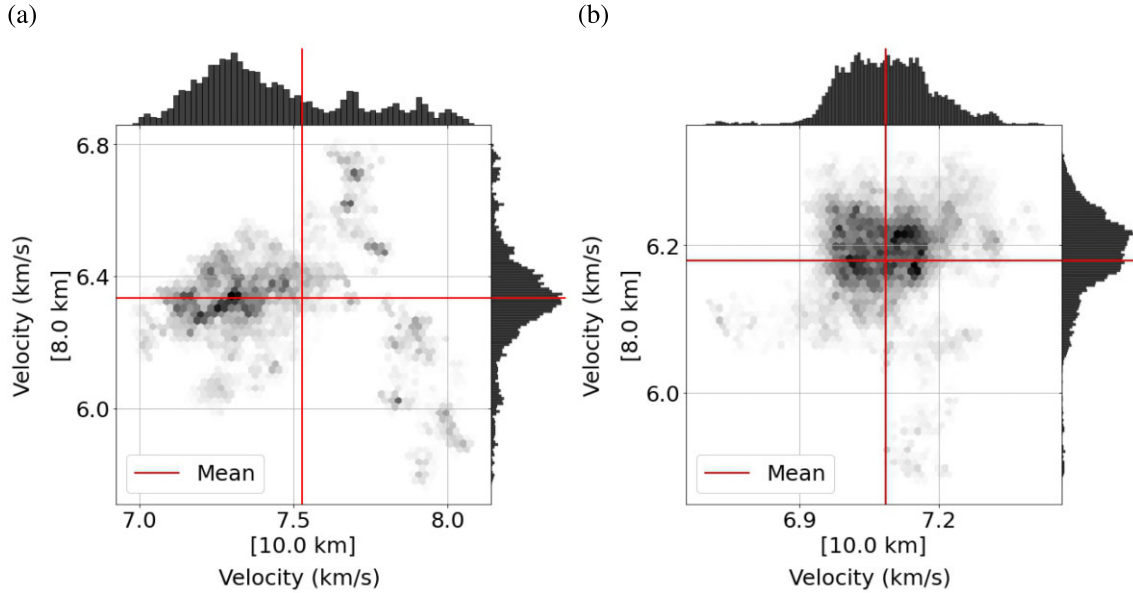 (a)
(b)
6.8
6.4
6.0
Velocity (km/s)
[8.0 km]
Mean
7.0 7.5 8.0
[10.0 km]
Velocity (km/s)
6.2
6.0
Velocity (km/s)
[8.0 km]
Mean
6.9 7.2
[10.0 km]
Velocity (km/s)